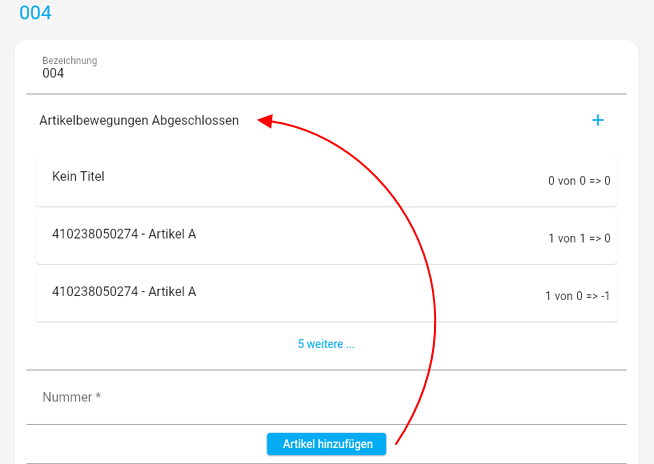 004
Bezeichnung
004
Artikelbewegungen Abgeschlossen +
Kein Titel 0 von 0 => 0
410238050274 - Artikel A 1 von 1 => 0
410238050274 - Artikel A 1 von 0 => -1
5 weitere ...
Nummer *
Artikel hinzufügen